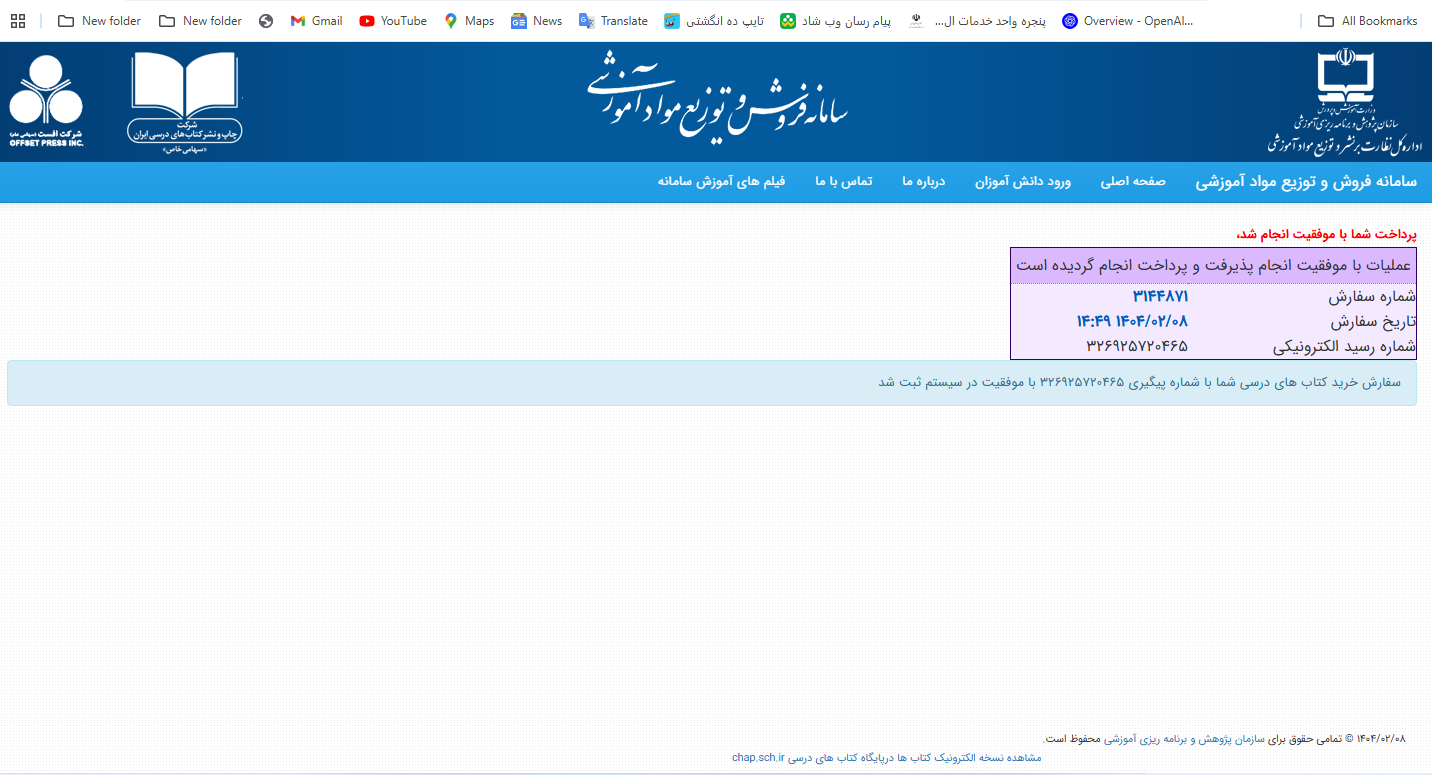 New folder New folder Gmail YouTube Maps News Translate تایپ ده انگشتی پیام رسان وب شاد پنجره واحد خدمات ال... Overview - OpenAI... All Bookmarks
شرکت افست (سهامی عام)
OFFSET PRESS INC.
شرکت
چاپ و نشر کتاب های درسی ایران
«سهامی خاص»
سامانه فروش و توزیع مواد آموزشی
وزارت آموزش و پرورش
سازمان پژوهش و برنامه ریزی آموزشی
اداره کل نظارت بر نشر و توزیع مواد آموزشی
سامانه فروش و توزیع مواد آموزشی صفحه اصلی ورود دانش آموزان درباره ما تماس با ما فیلم های آموزش سامانه
پرداخت شما با موفقیت انجام شد،
عملیات با موفقیت انجام پذیرفت و پرداخت انجام گردیده است
شماره سفارش ۳۱۴۴۸۷۱
تاریخ سفارش ۱۴۰۴/۰۲/۰۸ ۱۴:۴۹
شماره رسید الکترونیکی ۳۲۶۹۲۵۷۲۰۴۶۵
سفارش خرید کتاب های درسی شما با شماره پیگیری ۳۲۶۹۲۵۷۲۰۴۶۵ با موفقیت در سیستم ثبت شد
۱۴۰۴/۰۲/۰۸ © تمامی حقوق برای سازمان پژوهش و برنامه ریزی آموزشی محفوظ است.
مشاهده نسخه الکترونیک کتاب ها درپایگاه کتاب های درسی chap.sch.ir